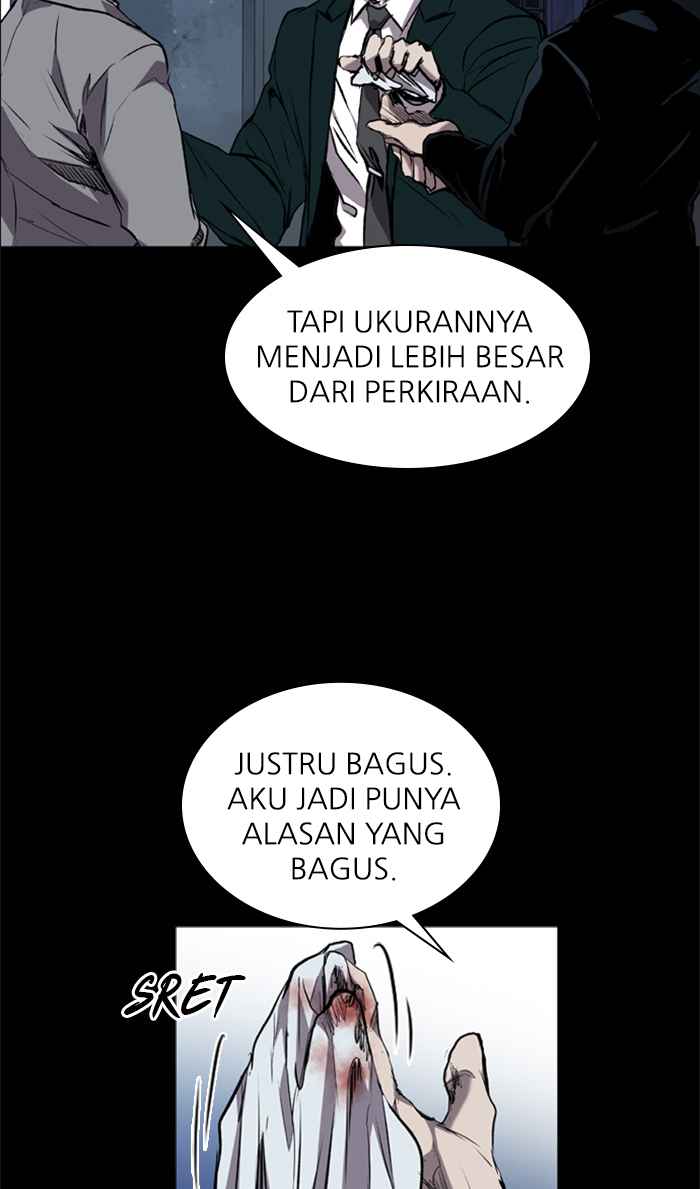 TAPI UKURANNYA
MENJADI LEBIH BESAR
DARI PERKIRAAN.
JUSTRU BAGUS.
AKU JADI PUNYA
ALASAN YANG
BAGUS.
SRET